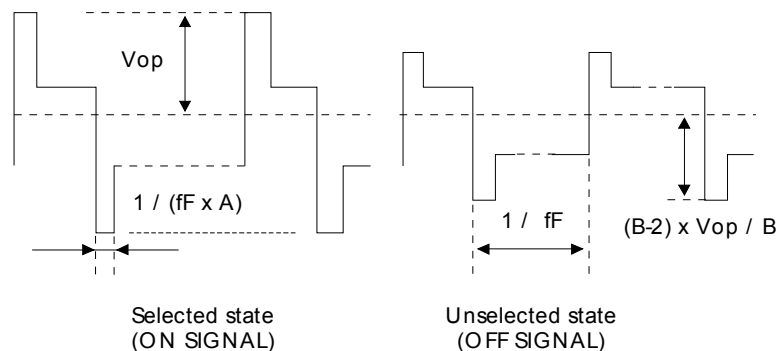 Vop
1 / (fF x A)
1 / fF
(B-2) x Vop / B
Selected state
(ON SIGNAL)
Unselected state
(OFF SIGNAL)